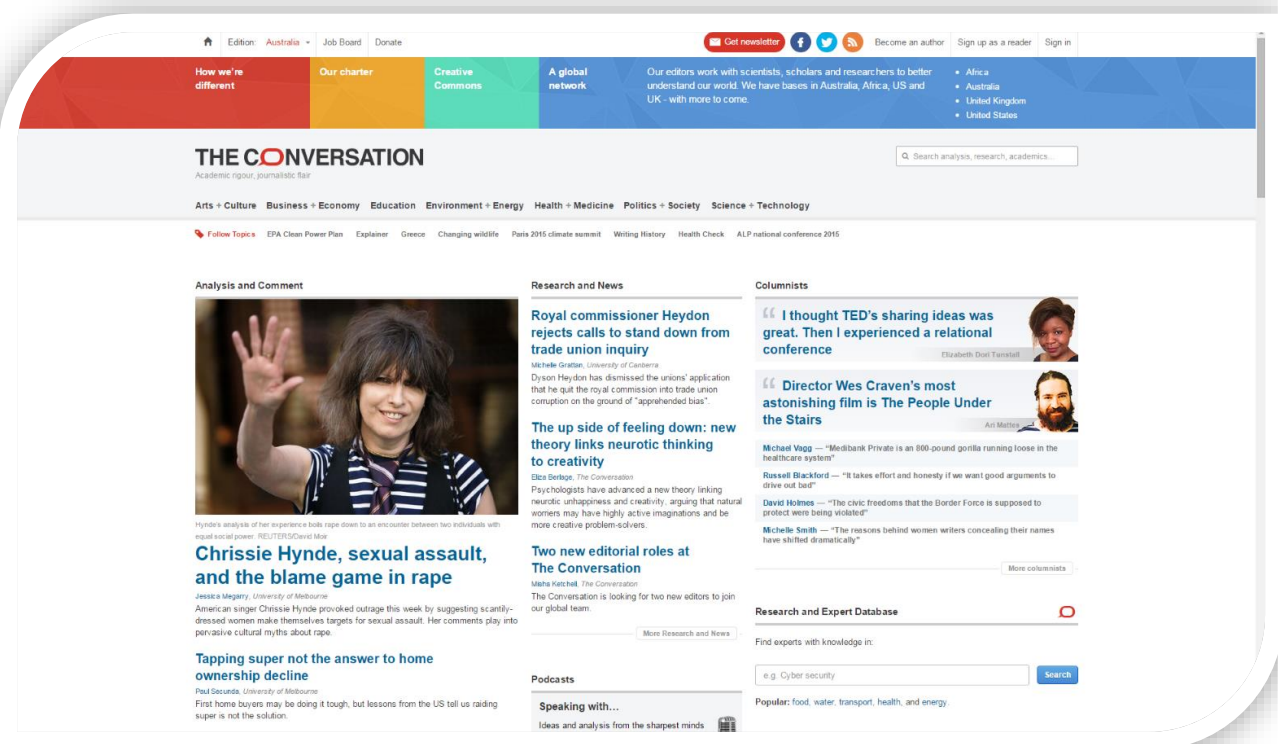 Edition: Australia Job Board Donate
Get newsletter
Become an author Sign up as a reader Sign in
How we're
different
Our charter
Creative
Commons
A global
network
Our editors work with scientists, scholars and researchers to better
understand our world. We have bases in Australia, Africa, US and
UK - with more to come.
• Africa
• Australia
• United Kingdom
• United States
THE CONVERSATION
Academic rigour, journalistic flair
Search analysis, research, academics...
Arts + Culture Business + Economy Education Environment + Energy Health + Medicine Politics + Society Science + Technology
Follow Topics EPA Clean Power Plan Explainer Greece Changing wildlife Paris 2015 climate summit Writing History Health Check ALP national conference 2015
Analysis and Comment
Hynde's analysis of her experience boils rape down to an encounter between two individuals with
equal social power. REUTERS/David Moir
Chrissie Hynde, sexual assault,
and the blame game in rape
Jessica Megarry, University of Melbourne
American singer Chrissie Hynde provoked outrage this week by suggesting scantily-
dressed women make themselves targets for sexual assault. Her comments play into
pervasive cultural myths about rape.
Tapping super not the answer to home
ownership decline
Paul Secunda, University of Melbourne
First home buyers may be doing it tough, but lessons from the US tell us raiding
super is not the solution.
Research and News
Royal commissioner Heydon
rejects calls to stand down from
trade union inquiry
Michelle Grattan, University of Canberra
Dyson Heydon has dismissed the unions' application
that he quit the royal commission into trade union
corruption on the ground of "apprehended bias".
The up side of feeling down: new
theory links neurotic thinking
to creativity
Eliza Berlage, The Conversation
Psychologists have advanced a new theory linking
neurotic unhappiness and creativity, arguing that natural
worriers may have highly active imaginations and be
more creative problem-solvers.
Two new editorial roles at
The Conversation
Misha Ketchell, The Conversation
The Conversation is looking for two new editors to join
our global team.
More Research and News
Podcasts
Speaking with...
Ideas and analysis from the sharpest minds
Columnists
“ I thought TED's sharing ideas was
great. Then I experienced a relational
conference
Elizabeth Dori Tunstall
“ Director Wes Craven's most
astonishing film is The People Under
the Stairs
Ari Mattes
Michael Vagg — “Medibank Private is an 800-pound gorilla running loose in the
healthcare system”
Russell Blackford — “It takes effort and honesty if we want good arguments to
drive out bad”
David Holmes — “The civic freedoms that the Border Force is supposed to
protect were being violated”
Michelle Smith — “The reasons behind women writers concealing their names
have shifted dramatically”
More columnists
Research and Expert Database
Find experts with knowledge in:
e.g. Cyber security
Search
Popular: food, water, transport, health, and energy.